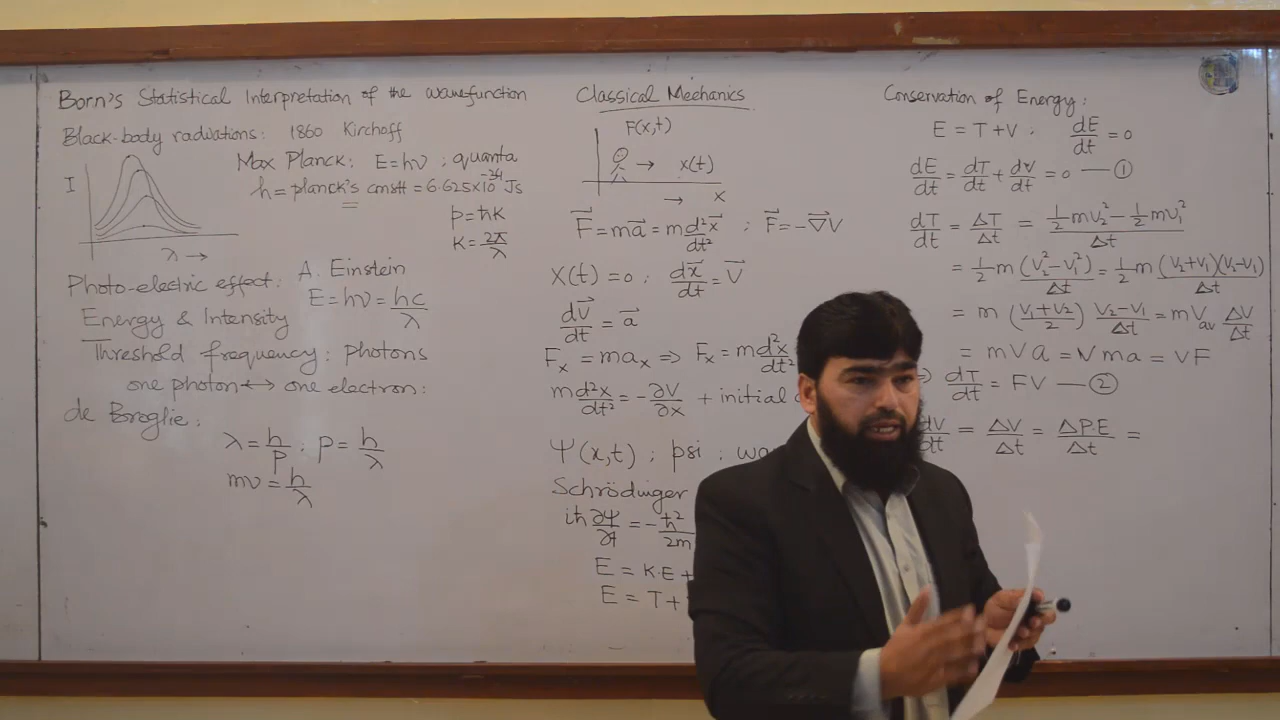 Born's Statistical Interpretation of the wavefunction
Black-body radiations: 1860 Kirchoff
Max Planck: E=hν ; quanta
h = planck's constt = 6.625x10⁻³⁴ Js
I
λ →
p = ħK
K = 2π/λ
Photo-electric effect: A. Einstein
E = hν = hc/λ
Energy & Intensity
Threshold frequency: photons
one photon ↔ one electron:
de Broglie:
λ = h/p ; p = h/λ
mv = h/λ
Classical Mechanics
F(x,t)
→ x(t)
→ x
F⃗ = ma⃗ = m d²x⃗/dt² ; F⃗ = -∇⃗V
X(t) = 0 ; dx⃗/dt = V⃗
dv⃗/dt = a⃗
Fₓ = maₓ ⇒ Fₓ = m d²x/dt²
m d²x/dt² = -∂V/∂x + initial
Ψ(x,t) ; psi ; wa
Schrödinger
iħ ∂Ψ/∂t = -ħ²/2m
E = K.E +
E = T +
Conservation of Energy:
E = T+V ; dE/dt = 0
dE/dt = dT/dt + dV/dt = 0 — ①
dT/dt = ΔT/Δt = (½mv₂² - ½mv₁²)/Δt
= ½m (V₂² - V₁²)/Δt = ½m (V₂+V₁)(V₂-V₁)/Δt
= m ((V₁+V₂)/2) (V₂-V₁)/Δt = mV_av ΔV/Δt
= mVa = Vma = VF
⇒ dT/dt = FV — ②
dV/dt = ΔV/Δt = ΔP.E/Δt =